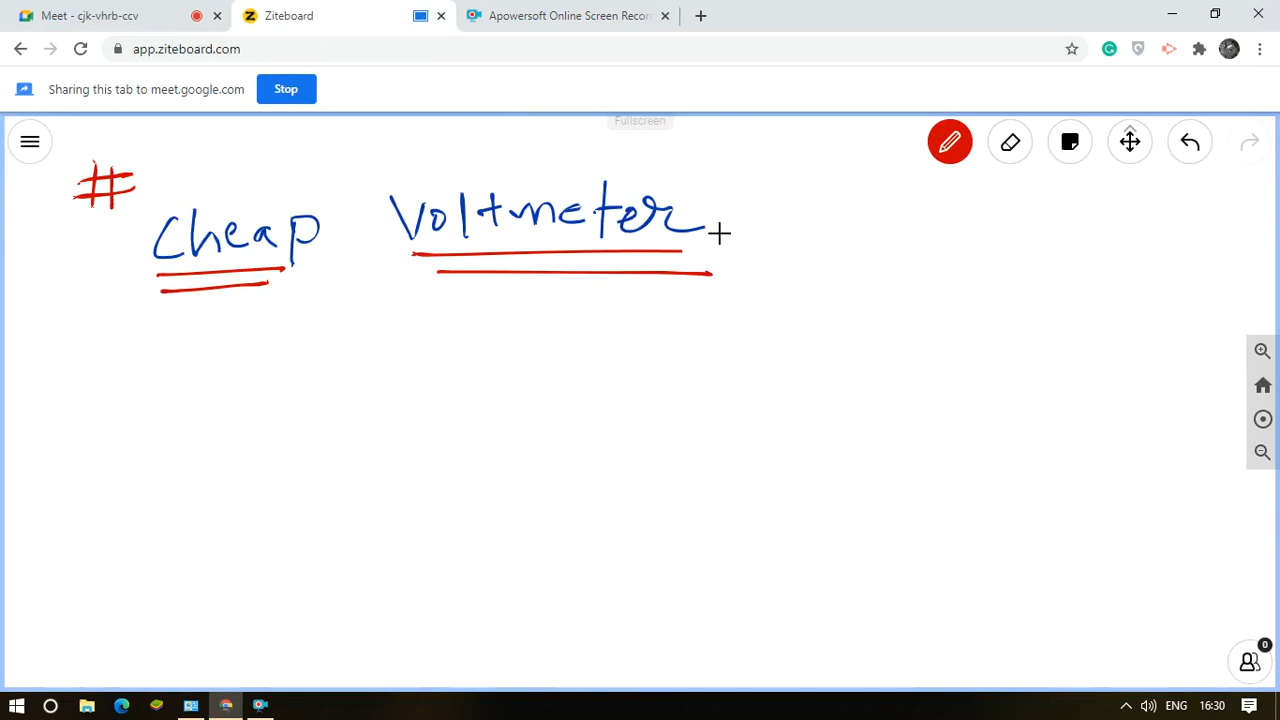 Meet - cjk-vhrb-ccv
Ziteboard
Apowersoft Online Screen Recor
app.ziteboard.com
Sharing this tab to meet.google.com
Stop
Fullscreen
#
Cheap Voltmeter
0
ENG 16:30